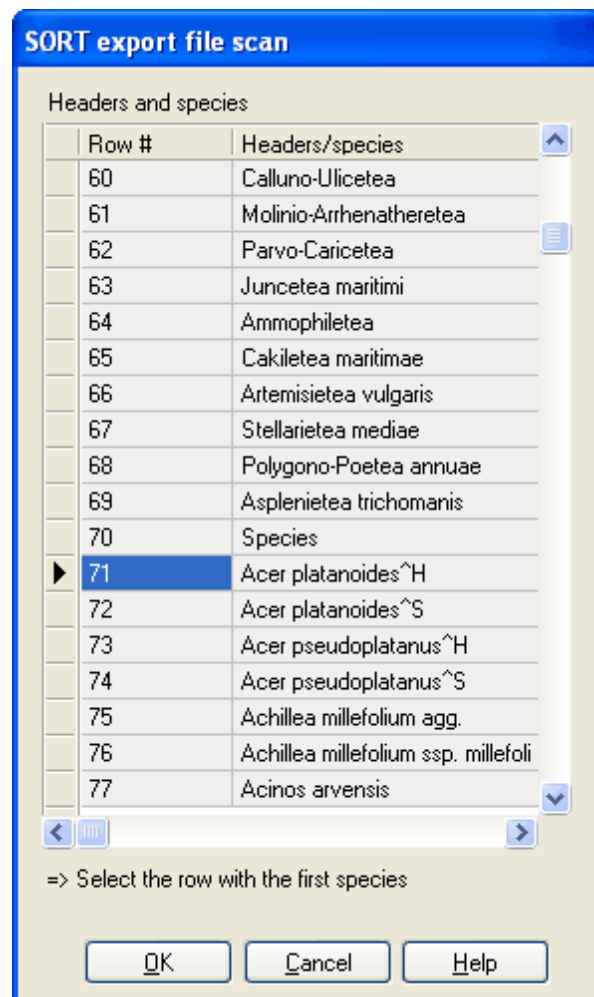 SORT export file scan
Headers and species
Row # Headers/species
60 Calluno-Ulicetea
61 Molinio-Arrhenatheretea
62 Parvo-Caricetea
63 Juncetea maritimi
64 Ammophiletea
65 Cakiletea maritimae
66 Artemisietea vulgaris
67 Stellarietea mediae
68 Polygono-Poetea annuae
69 Asplenietea trichomanis
70 Species
71 Acer platanoides^H
72 Acer platanoides^S
73 Acer pseudoplatanus^H
74 Acer pseudoplatanus^S
75 Achillea millefolium agg.
76 Achillea millefolium ssp. millefoli
77 Acinos arvensis
=> Select the row with the first species
OK Cancel Help